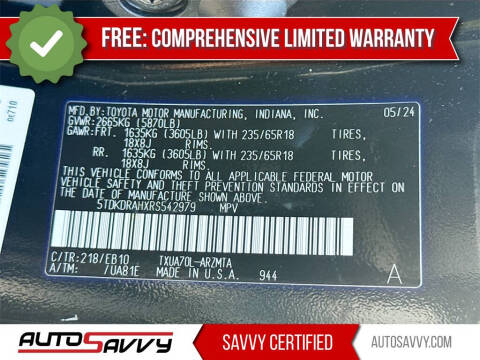 FREE: COMPREHENSIVE LIMITED WARRANTY
0x710
MFD.BY:TOYOTA MOTOR MANUFACTURING, INDIANA, INC. 05/24
GVWR:2665KG (5870LB)
GAWR:FRT 1635KG (3605LB) WITH 235/65R18 TIRES,
18X8J RIMS,
RR. 1635KG (3605LB) WITH 235/65R18 TIRES,
18X8J RIMS.
THIS VEHICLE CONFORMS TO ALL APPLICABLE FEDERAL MOTOR
VEHICLE SAFETY STANDARDS IN EFFECT ON THE
DATE OF MANUFACTURE SHOWN ABOVE.
5TDKDRAHXRS542979 MPV
C/TR:218/EB10 TXUA70L-ARZMTA
A/TM: /UA81E MADE IN U.S.A. 944 A
AUTOSAVVY
SAVVY CERTIFIED
AUTOSAVVY.COM